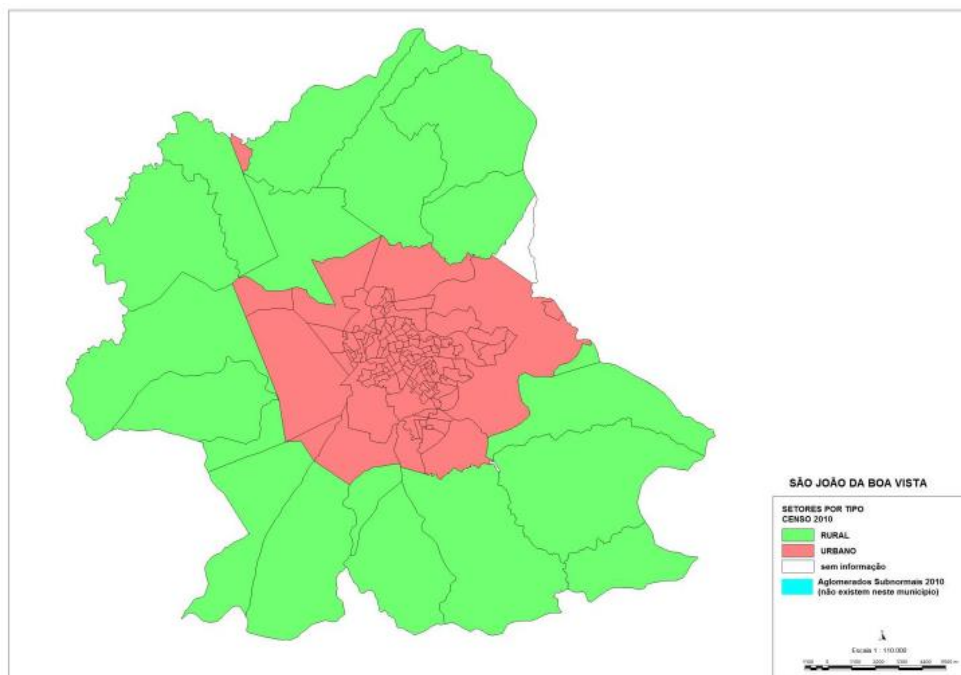 SÃO JOÃO DA BOA VISTA
SETORES POR TIPO
CENSO 2010
RURAL
URBANO
sem informação
Aglomerados Subnormais 2010
(não existem neste município)
Escala 1 : 110.000